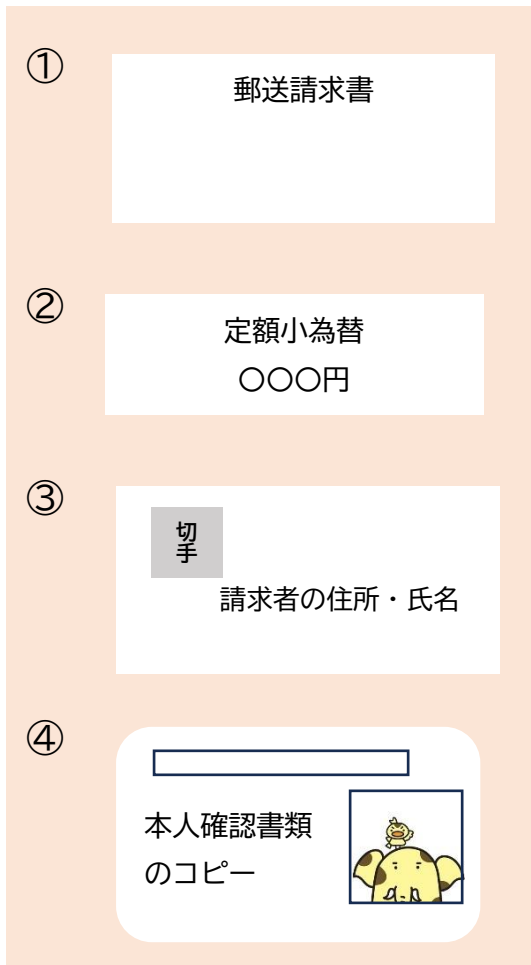 ①
郵送請求書
②
定額小為替
〇〇〇円
③
切手
請求者の住所・氏名
④
本人確認書類
のコピー